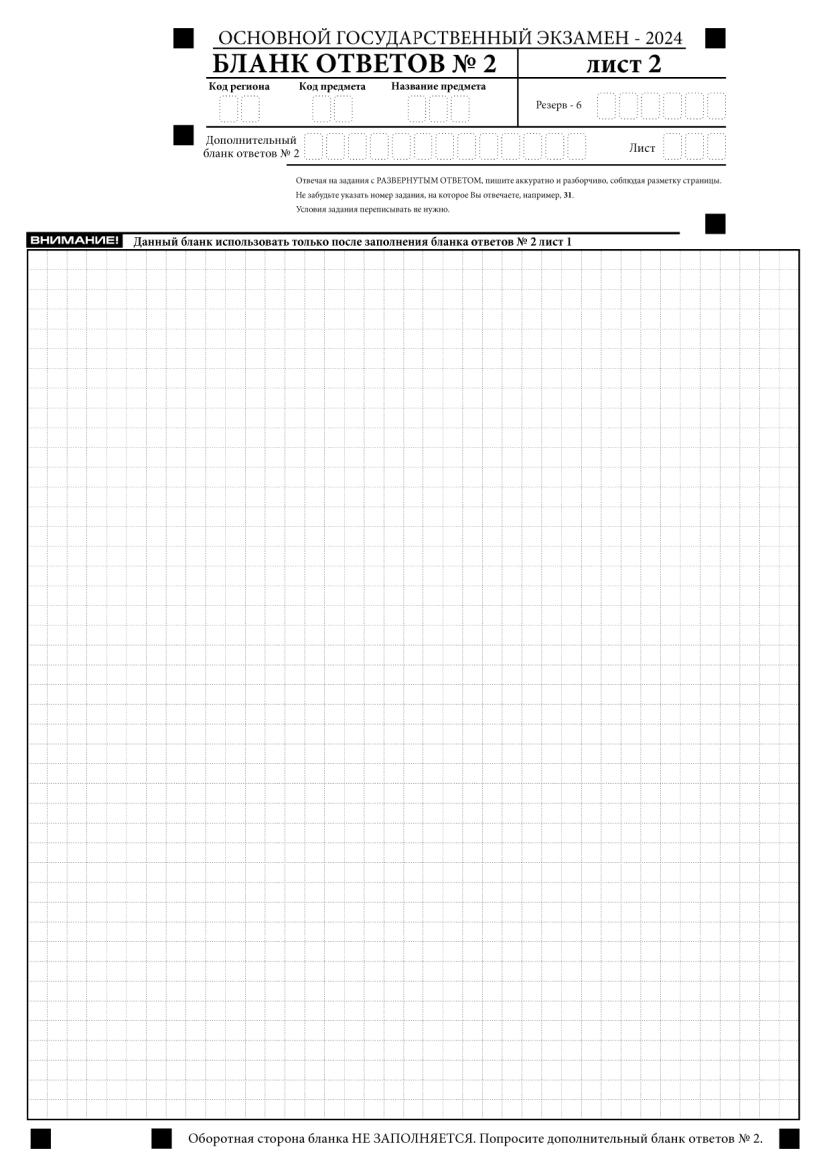 ОСНОВНОЙ ГОСУДАРСТВЕННЫЙ ЭКЗАМЕН - 2024
БЛАНК ОТВЕТОВ № 2
лист 2
Код региона
Код предмета
Название предмета
Резерв - 6
Дополнительный
бланк ответов № 2
Лист
Отвечая на задания с РАЗВЕРНУТЫМ ОТВЕТОМ, пишите аккуратно и разборчиво, соблюдая разметку страницы.
Не забудьте указать номер задания, на которое Вы отвечаете, например, 31.
Условия задания переписывать не нужно.
ВНИМАНИЕ! Данный бланк использовать только после заполнения бланка ответов № 2 лист 1
Оборотная сторона бланка НЕ ЗАПОЛНЯЕТСЯ. Попросите дополнительный бланк ответов № 2.